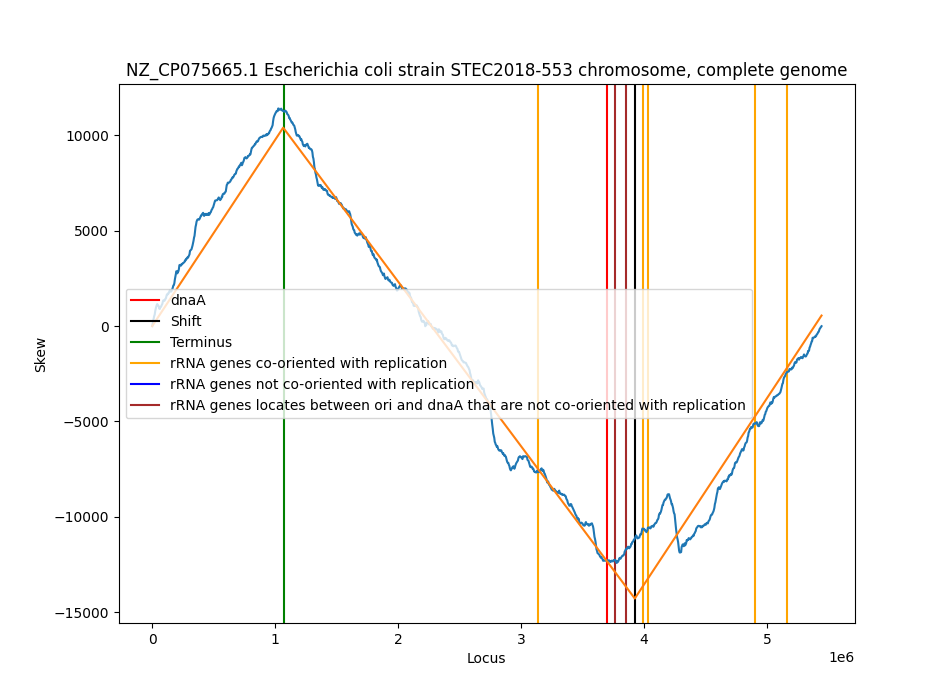 NZ_CP075665.1 Escherichia coli strain STEC2018-553 chromosome, complete genome
10000
5000
0
−5000
−10000
−15000
Skew
dnaA
Shift
Terminus
rRNA genes co-oriented with replication
rRNA genes not co-oriented with replication
rRNA genes locates between ori and dnaA that are not co-oriented with replication
0 1 2 3 4 5
1e6
Locus